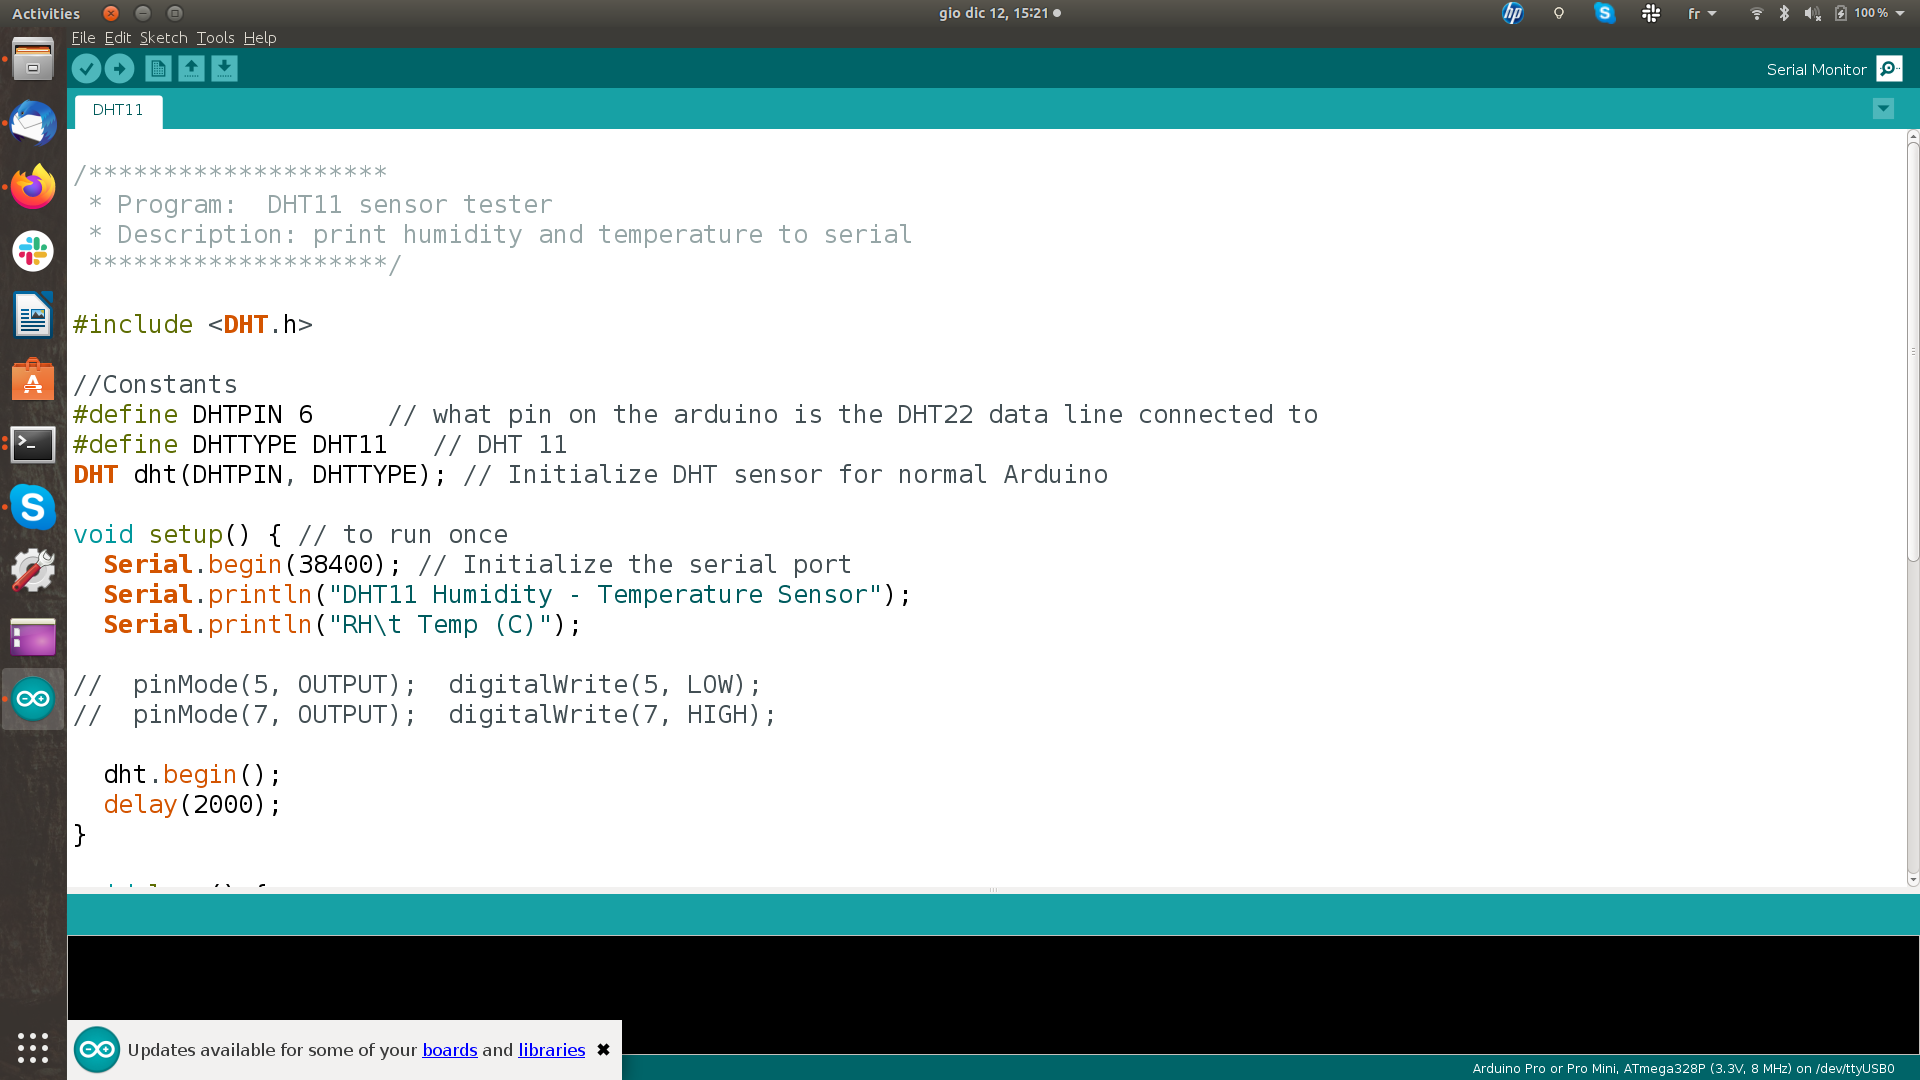 Activities
gio dic 12, 15:21
hp
fr
100 %
File Edit Sketch Tools Help
Serial Monitor
DHT11
/********************
 * Program:  DHT11 sensor tester
 * Description: print humidity and temperature to serial
 ********************/
#include <DHT.h>
//Constants
#define DHTPIN 6     // what pin on the arduino is the DHT22 data line connected to
#define DHTTYPE DHT11   // DHT 11
DHT dht(DHTPIN, DHTTYPE); // Initialize DHT sensor for normal Arduino
void setup() { // to run once
  Serial.begin(38400); // Initialize the serial port
  Serial.println("DHT11 Humidity - Temperature Sensor");
  Serial.println("RH\t Temp (C)");
//  pinMode(5, OUTPUT);  digitalWrite(5, LOW);
//  pinMode(7, OUTPUT);  digitalWrite(7, HIGH);
  dht.begin();
  delay(2000);
}
Updates available for some of your boards and libraries
Arduino Pro or Pro Mini, ATmega328P (3.3V, 8 MHz) on /dev/ttyUSB0